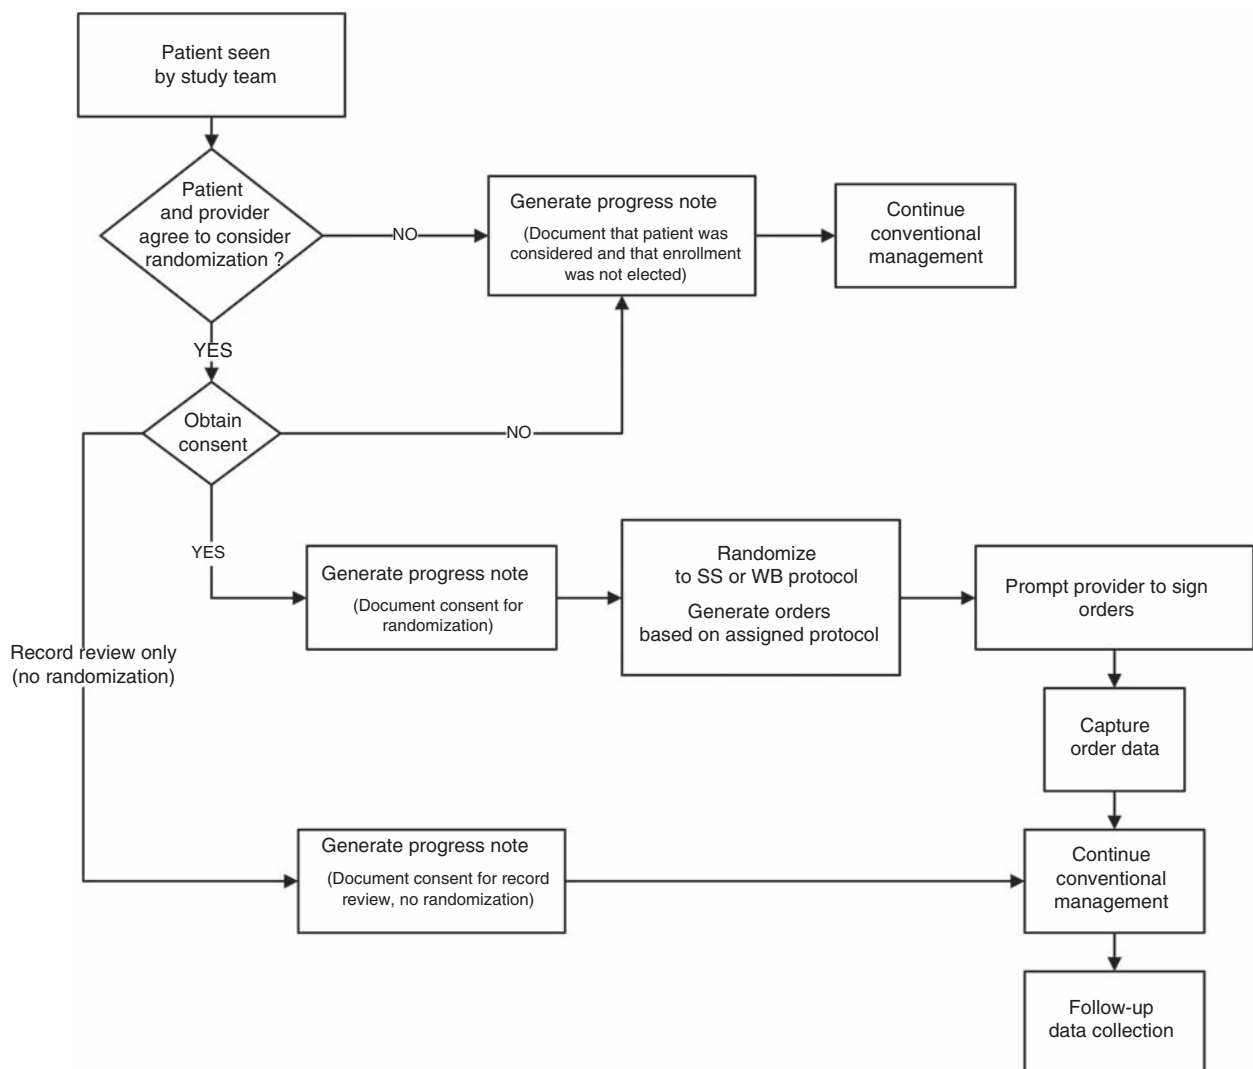 Patient seen
by study team
Patient
and provider
agree to consider
randomization ?
NO
Generate progress note
(Document that patient was
considered and that enrollment
was not elected)
Continue
conventional
management
YES
Obtain
consent
NO
YES
Generate progress note
(Document consent for
randomization)
Randomize
to SS or WB protocol
Generate orders
based on assigned protocol
Prompt provider to sign
orders
Record review only
(no randomization)
Capture
order data
Generate progress note
(Document consent for record
review, no randomization)
Continue
conventional
management
Follow-up
data collection